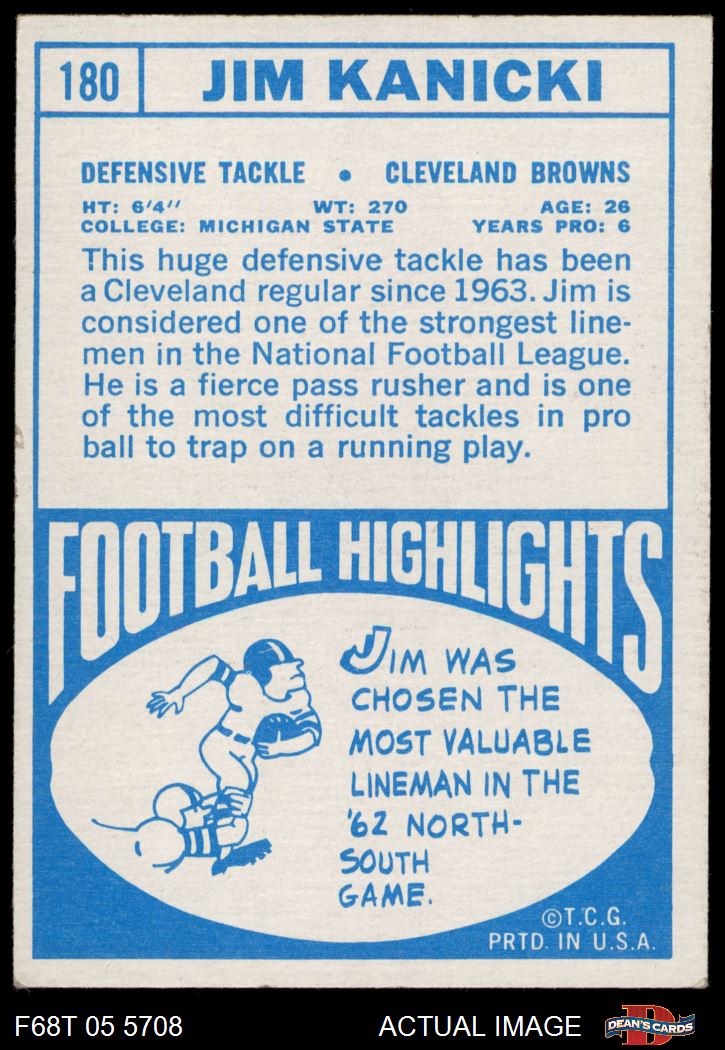 180 JIM KANICKI
DEFENSIVE TACKLE • CLEVELAND BROWNS
HT: 6'4" WT: 270 AGE: 26
COLLEGE: MICHIGAN STATE YEARS PRO: 6
This huge defensive tackle has been
a Cleveland regular since 1963. Jim is
considered one of the strongest line-
men in the National Football League.
He is a fierce pass rusher and is one
of the most difficult tackles in pro
ball to trap on a running play.
FOOTBALL HIGHLIGHTS
JIM WAS
CHOSEN THE
MOST VALUABLE
LINEMAN IN THE
'62 NORTH-
SOUTH
GAME.
©T.C.G.
PRTD. IN U.S.A.
F68T 05 5708 ACTUAL IMAGE D DEAN'S CARDS